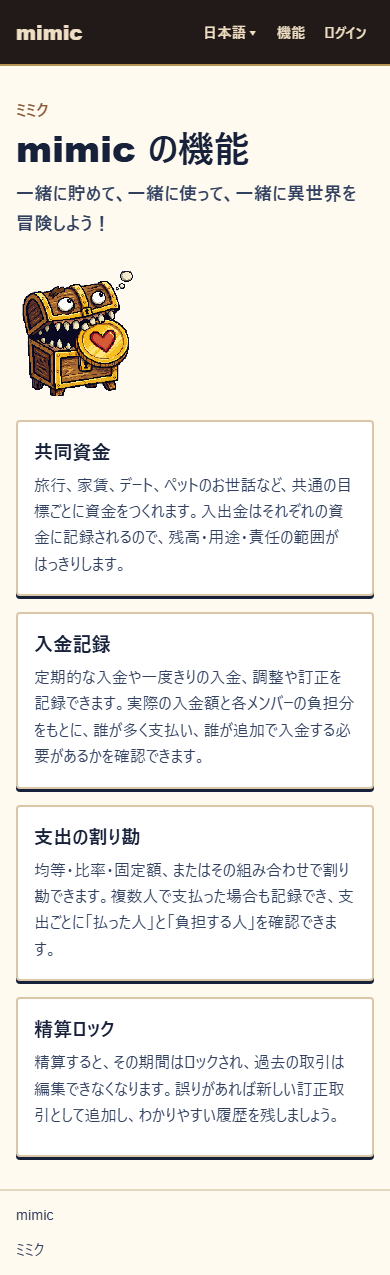 mimic
日本語▼
機能
ログイン
ミミク
mimic の機能
一緒に貯めて、一緒に使って、一緒に異世界を
冒険しよう！
共同資金
旅行、家賃、デート、ペットのお世話など、共通の目
標ごとに資金をつくれます。入出金はそれぞれの資
金に記録されるので、残高・用途・責任の範囲が
はっきりします。
入金記録
定期的な入金や一度きりの入金、調整や訂正を
記録できます。実際の入金額と各メンバーの負担分
をもとに、誰が多く支払い、誰が追加で入金する必
要があるかを確認できます。
支出の割り勘
均等・比率・固定額、またはその組み合わせで割り
勘できます。複数人で支払った場合も記録でき、支
出ごとに「払った人」と「負担する人」を確認できま
す。
精算ロック
精算すると、その期間はロックされ、過去の取引は
編集できなくなります。誤りがあれば新しい訂正取
引として追加し、わかりやすい履歴を残しましょう。
mimic
ミミク